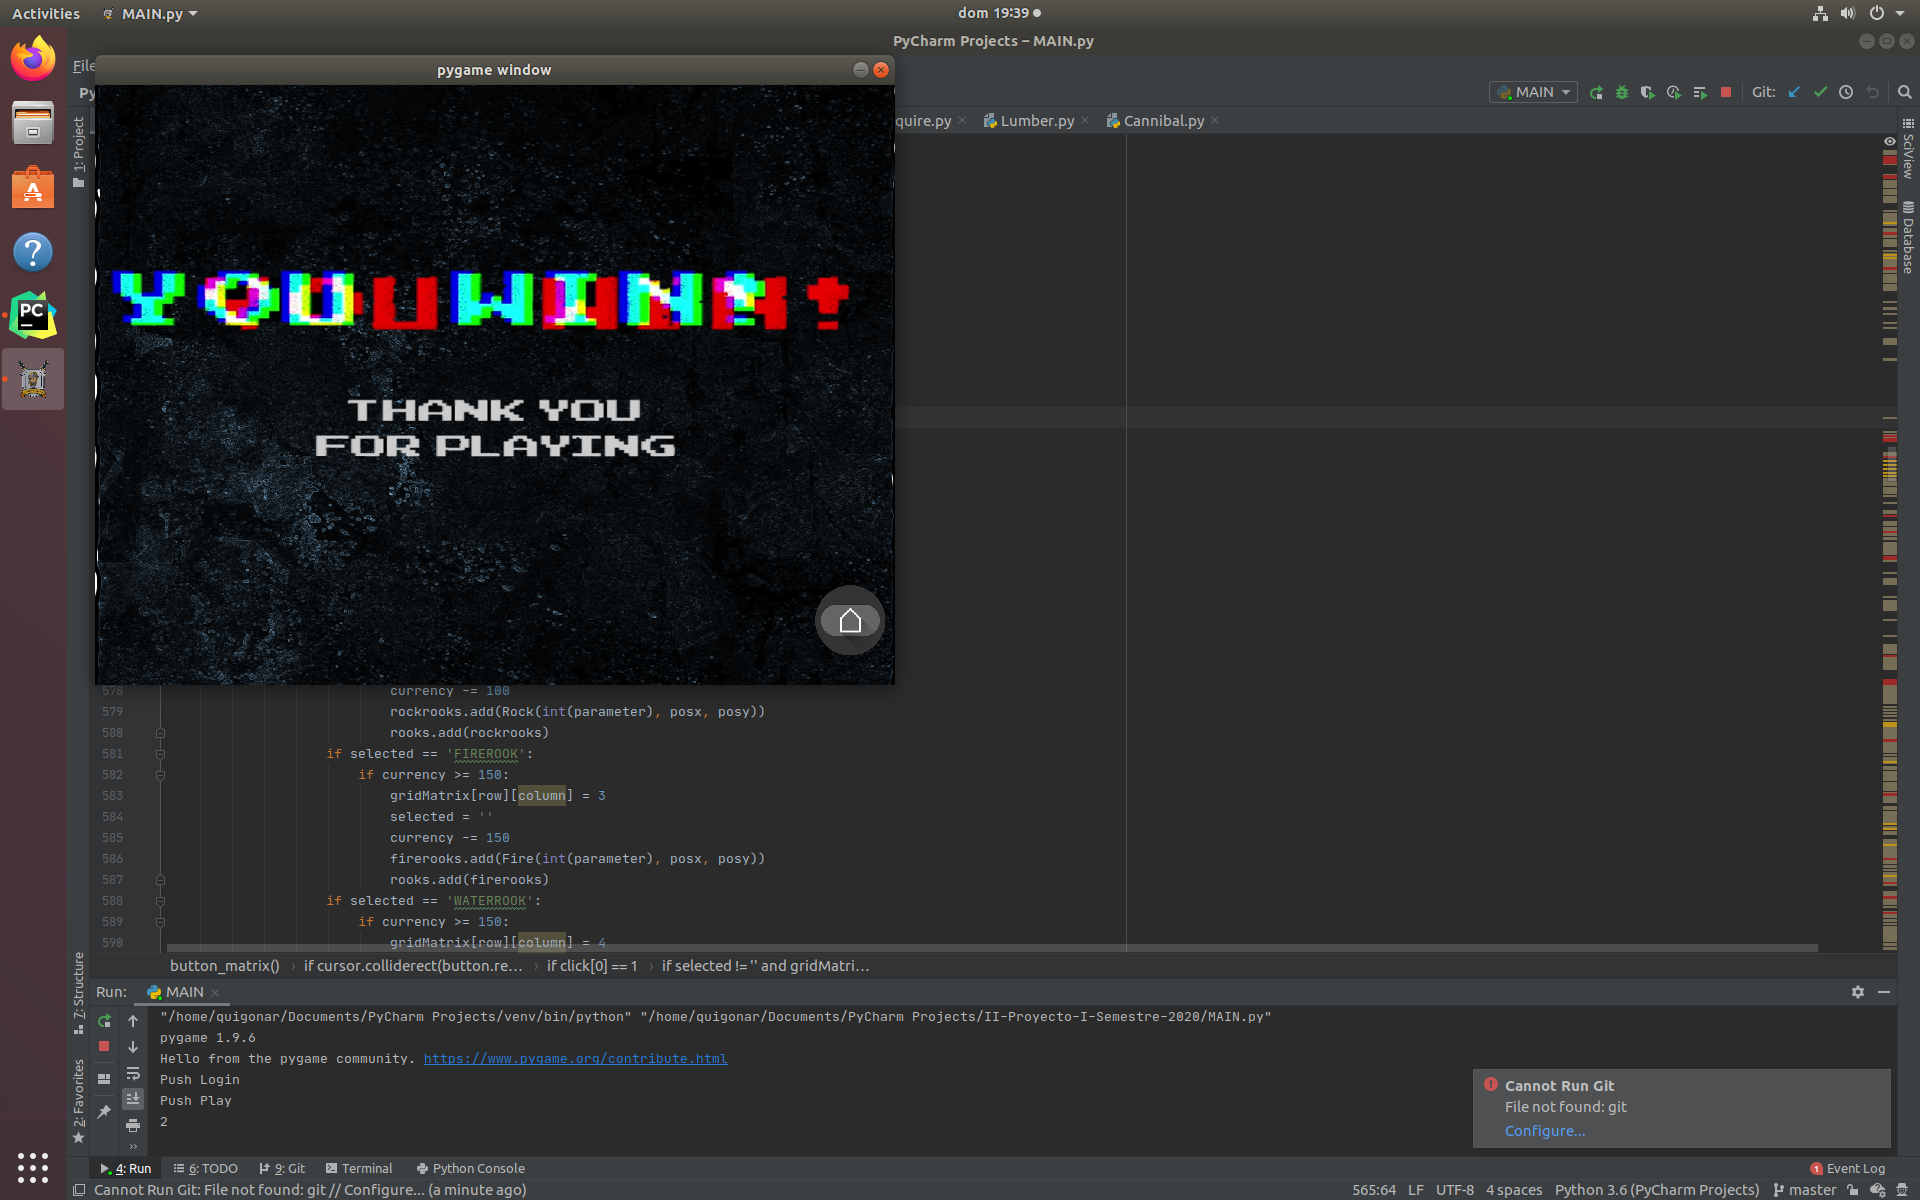 Activities
MAIN.py
dom 19:39
PyCharm Projects – MAIN.py
File
pygame window
MAIN
Git:
quire.py
Lumber.py
Cannibal.py
1: Project
SciView
Database
YOU WIN!
THANK YOU
FOR PLAYING
578 currency -= 100
579 rockrooks.add(Rock(int(parameter), posx, posy))
580 rooks.add(rockrooks)
581 if selected == 'FIREROOK':
582 if currency >= 150:
583 gridMatrix[row][column] = 3
584 selected = ''
585 currency -= 150
586 firerooks.add(Fire(int(parameter), posx, posy))
587 rooks.add(firerooks)
588 if selected == 'WATERROOK':
589 if currency >= 150:
590 gridMatrix[row][column] = 4
button_matrix() › if cursor.colliderect(button.re... › if click[0] == 1 › if selected != '' and gridMatri...
7: Structure
2: Favorites
Run: MAIN
"/home/quigonar/Documents/PyCharm Projects/venv/bin/python" "/home/quigonar/Documents/PyCharm Projects/II-Proyecto-I-Semestre-2020/MAIN.py"
pygame 1.9.6
Hello from the pygame community. https://www.pygame.org/contribute.html
Push Login
Push Play
2
Cannot Run Git
File not found: git
Configure...
4: Run
6: TODO
9: Git
Terminal
Python Console
1 Event Log
Cannot Run Git: File not found: git // Configure... (a minute ago)
565:64 LF UTF-8 4 spaces Python 3.6 (PyCharm Projects) master